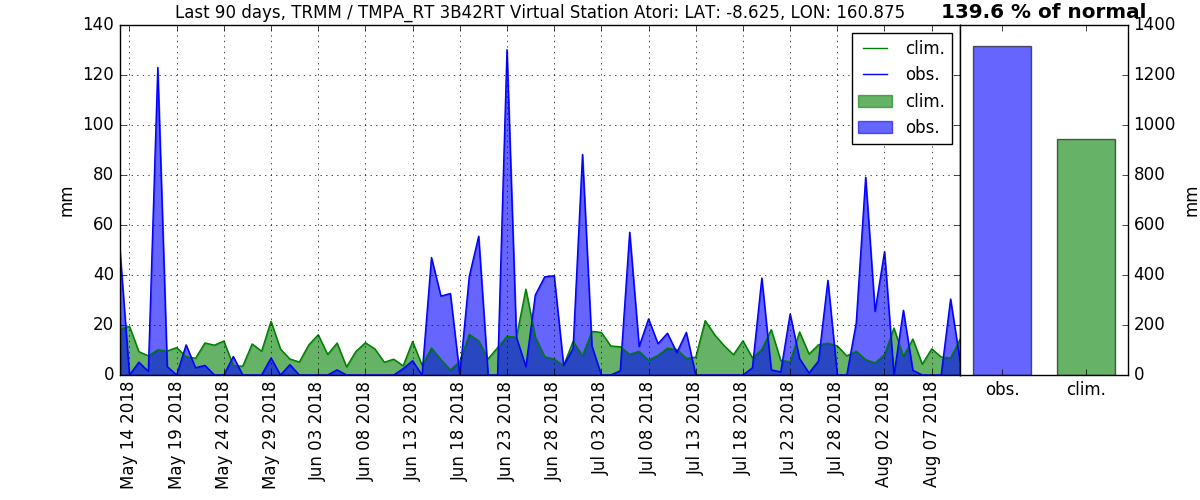 Last 90 days, TRMM / TMPA_RT 3B42RT Virtual Station Atori: LAT: -8.625, LON: 160.875
139.6 % of normal
140
120
100
80
60
40
20
0
mm
clim.
obs.
clim.
obs.
May 14 2018
May 19 2018
May 24 2018
May 29 2018
Jun 03 2018
Jun 08 2018
Jun 13 2018
Jun 18 2018
Jun 23 2018
Jun 28 2018
Jul 03 2018
Jul 08 2018
Jul 13 2018
Jul 18 2018
Jul 23 2018
Jul 28 2018
Aug 02 2018
Aug 07 2018
1400
1200
1000
800
600
400
200
0
mm
obs.
clim.